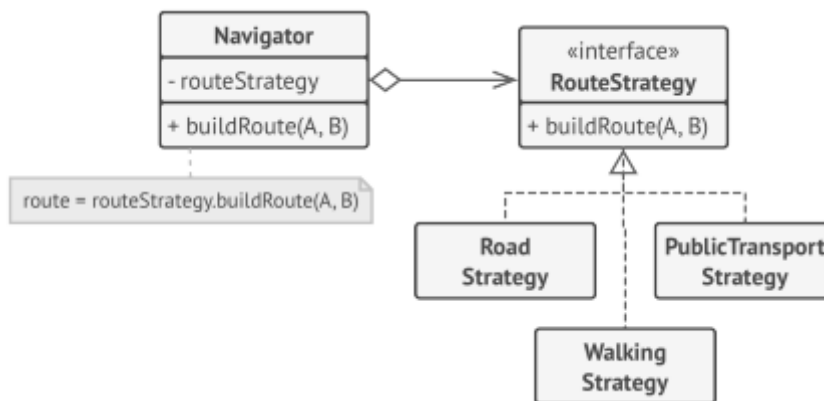 Navigator
- routeStrategy
+ buildRoute(A, B)
route = routeStrategy.buildRoute(A, B)
«interface»
RouteStrategy
+ buildRoute(A, B)
Road
Strategy
PublicTransport
Strategy
Walking
Strategy